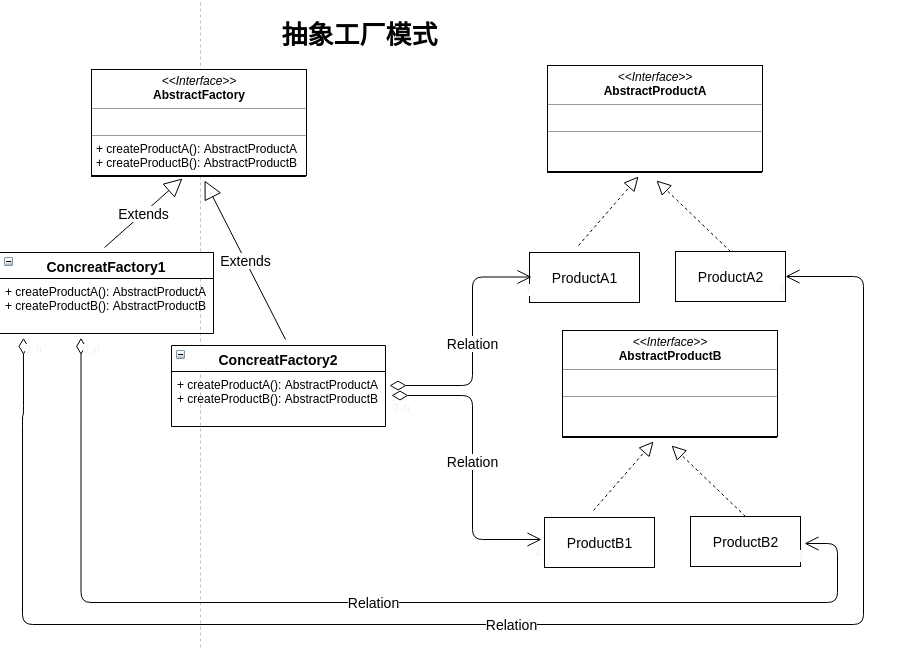 抽象工厂模式
<<Interface>>
AbstractFactory
+ createProductA(): AbstractProductA
+ createProductB(): AbstractProductB
<<Interface>>
AbstractProductA
Extends
Extends
ConcreatFactory1
+ createProductA(): AbstractProductA
+ createProductB(): AbstractProductB
ProductA1
ProductA2
ConcreatFactory2
+ createProductA(): AbstractProductA
+ createProductB(): AbstractProductB
Relation
<<Interface>>
AbstractProductB
Relation
ProductB1
ProductB2
Relation
Relation